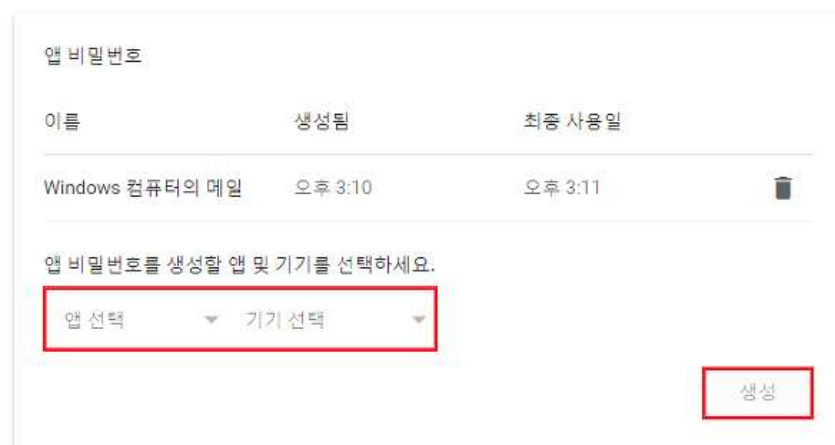 앱 비밀번호
이름 생성됨 최종 사용일
Windows 컴퓨터의 메일 오후 3:10 오후 3:11
앱 비밀번호를 생성할 앱 및 기기를 선택하세요.
앱 선택 기기 선택
생성